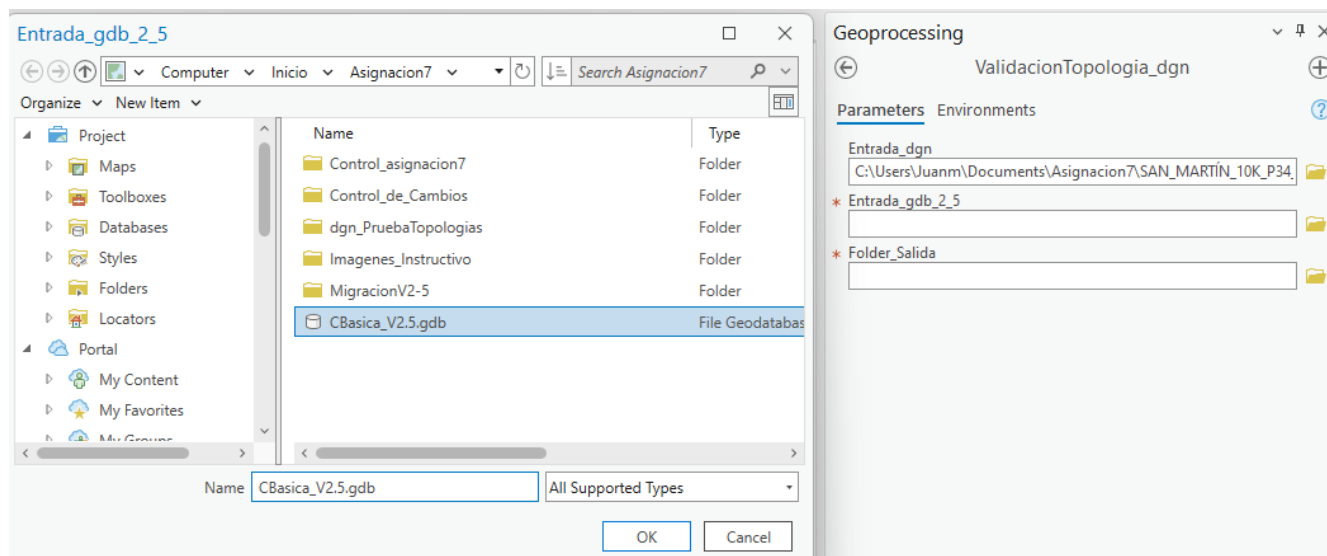 Entrada_gdb_2_5
Computer Inicio Asignacion7 Search Asignacion7
Organize New Item
Project
Maps
Toolboxes
Databases
Styles
Folders
Locators
Portal
My Content
My Favorites
My Groups
Name Type
Control_asignacion7 Folder
Control_de_Cambios Folder
dgn_PruebaTopologias Folder
Imagenes_Instructivo Folder
MigracionV2-5 Folder
CBasica_V2.5.gdb File Geodatabas
Name CBasica_V2.5.gdb All Supported Types
OK Cancel
Geoprocessing
ValidacionTopologia_dgn
Parameters Environments
Entrada_dgn
C:\Users\Juanm\Documents\Asignacion7\SAN_MARTÍN_10K_P34_
* Entrada_gdb_2_5
* Folder_Salida